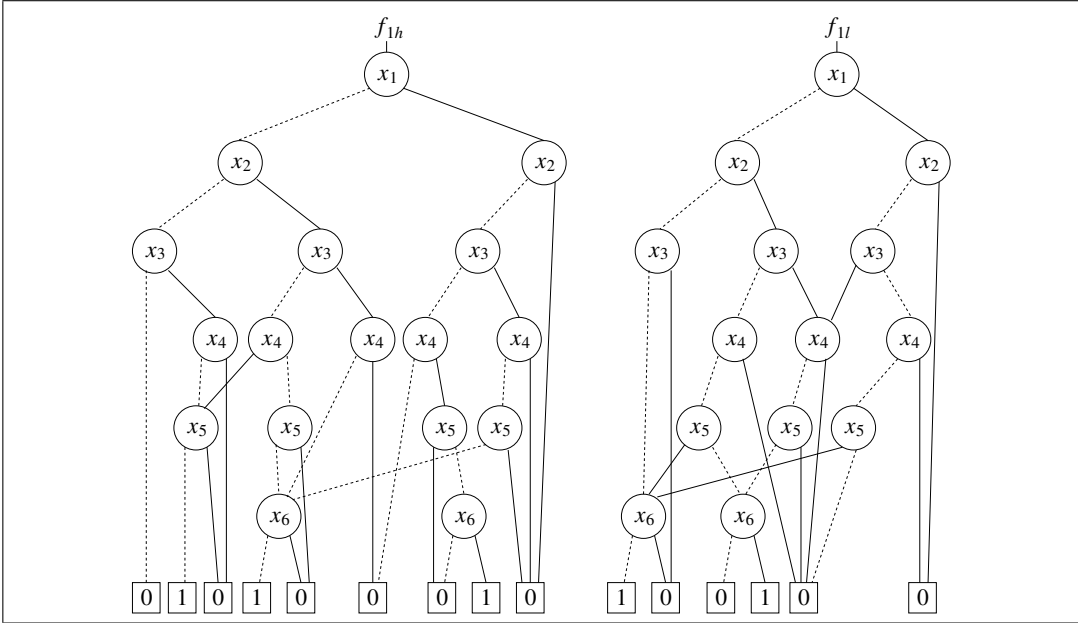 f1h f1l
x1 x1
x2 x2 x2 x2
x3 x3 x3 x3 x3 x3
x4 x4 x4 x4 x4 x4 x4 x4
x5 x5 x5 x5 x5 x5 x5
x6 x6 x6 x6
0 1 0 1 0 0 0 1 0 1 0 0 1 0 0